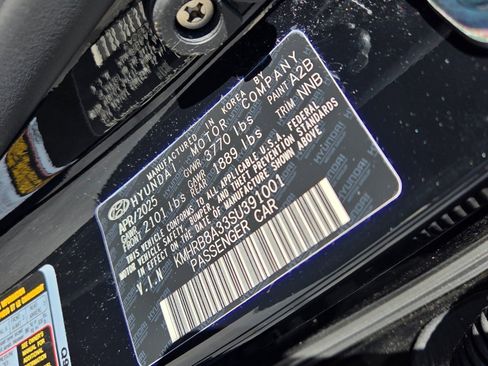 MANUFACTURED IN KOREA BY
HYUNDAI MOTOR COMPANY
APR/2025 GVWR 3770 lbs PAINT A2B
GAWR FRONT 2101 lbs GAWR REAR 1889 lbs TRIM NNB
THIS VEHICLE CONFORMS TO ALL APPLICABLE U.S. FEDERAL
MOTOR VEHICLE SAFETY AND THEFT PREVENTION STANDARDS
IN EFFECT ON THE DATE OF MANUFACTURE SHOWN ABOVE.
V.I.N KMHRB8A33SU391001
PASSENGER CAR